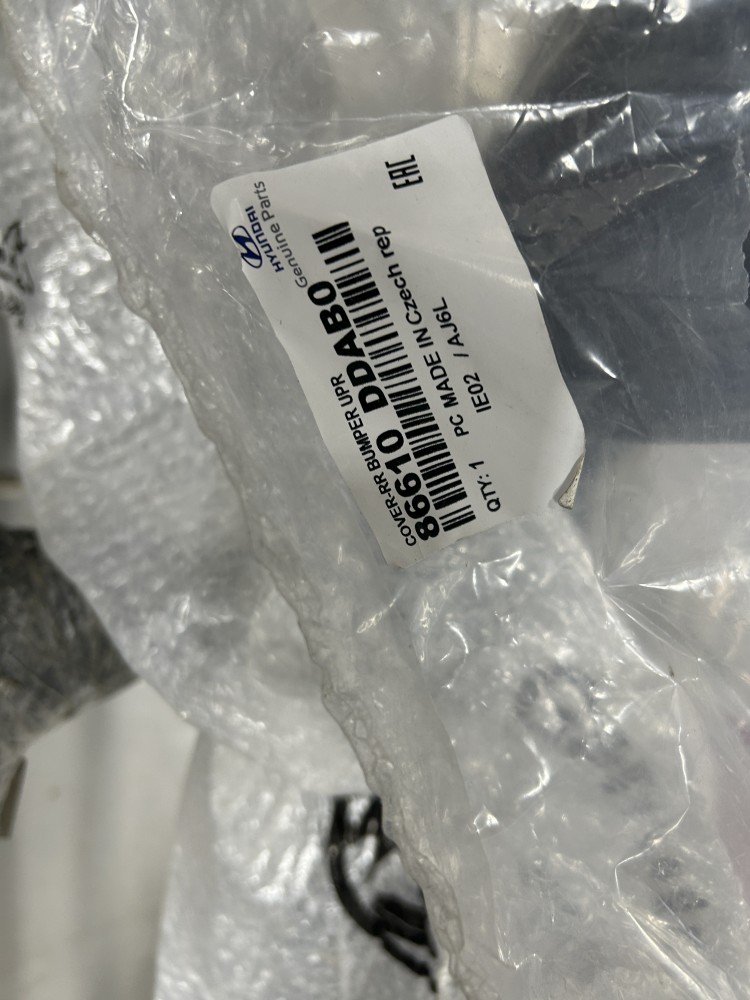 HYUNDAI
Genuine Parts
EAC
COVER-RR BUMPER UPR
86610 DDAB0
QTY: 1 PC MADE IN Czech rep
IE02 / AJ6L